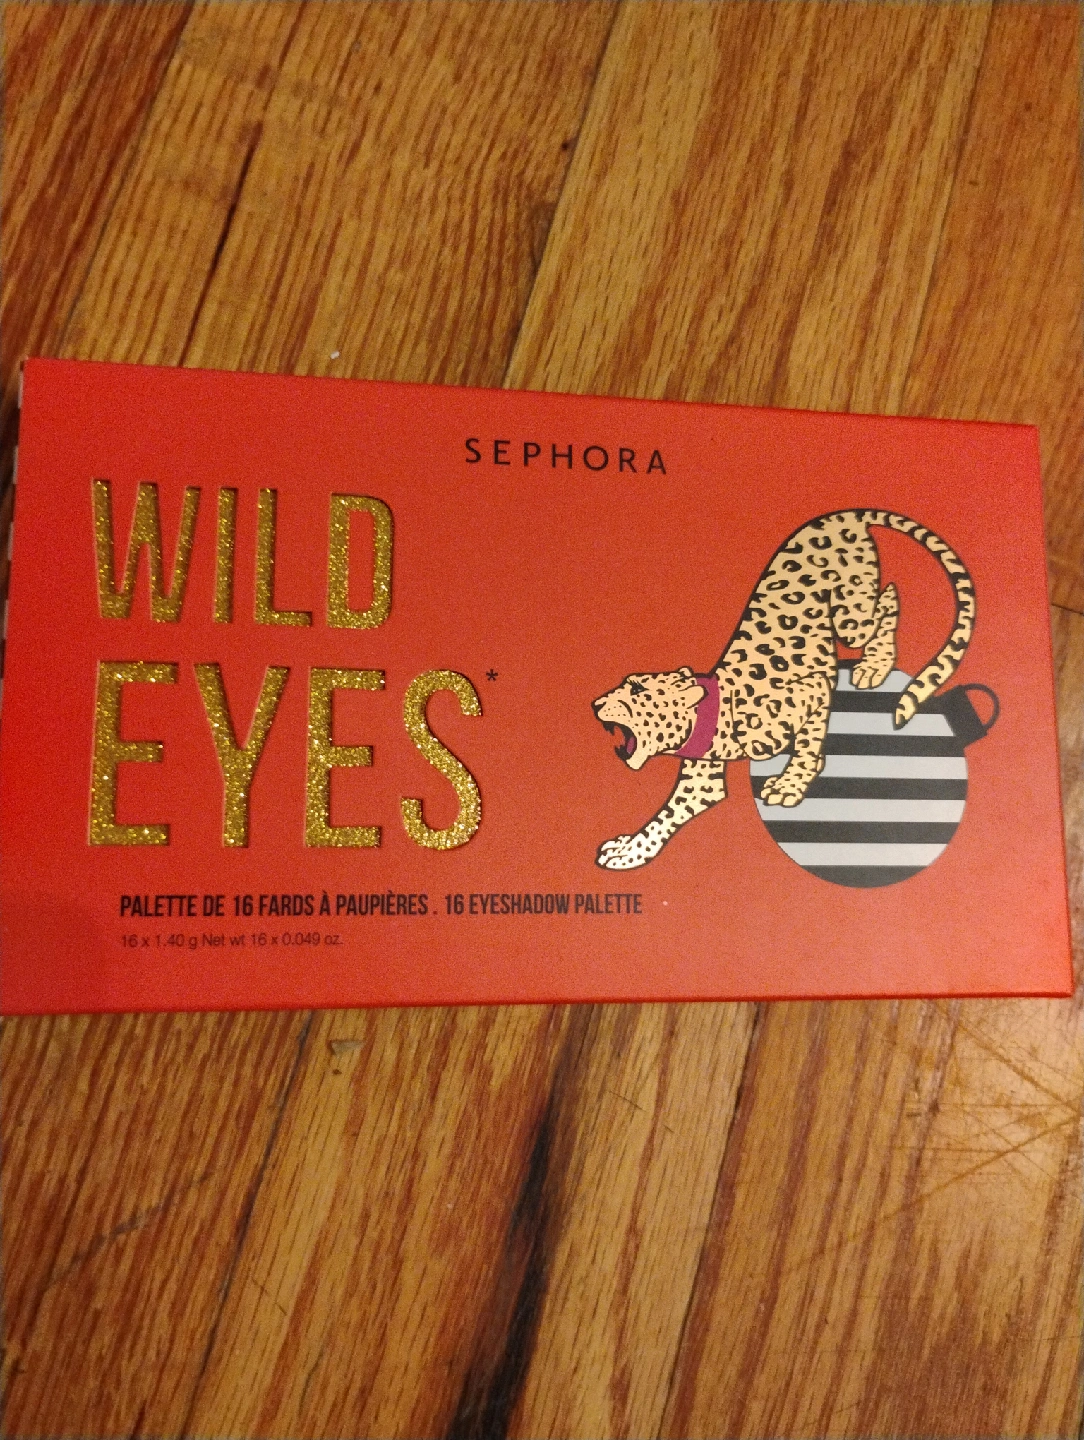 SEPHORA
WILD
EYES*
PALETTE DE 16 FARDS À PAUPIÈRES . 16 EYESHADOW PALETTE
16 x 1.40 g Net wt 16 x 0.049 oz.